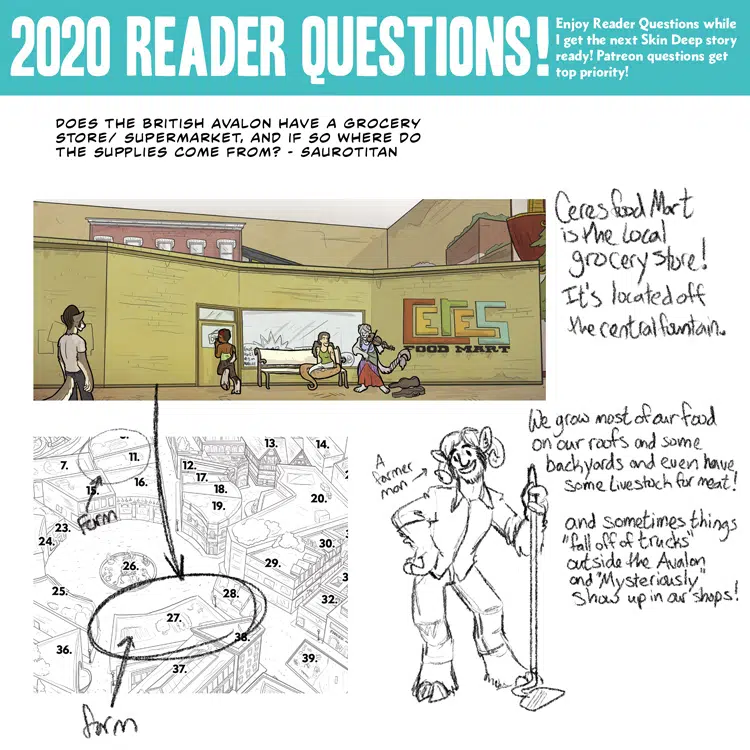 2020 READER QUESTIONS!
Enjoy Reader Questions while
I get the next Skin Deep story
ready! Patreon questions get
top priority!
DOES THE BRITISH AVALON HAVE A GROCERY
STORE/ SUPERMARKET, AND IF SO WHERE DO
THE SUPPLIES COME FROM? - SAUROTITAN
Ceres food Mart
is the local
grocery store!
It's located off
the central fountain.
CERES
FOOD MART
We grow most of our food
on our roofs and some
backyards and even have
some livestock for meat!
A
farmer
man
and sometimes things
"fall off of trucks"
outside the Avalon
and "Mysteriously"
show up in our shops!
7.
11.
12.
13.
14.
15.
16.
17.
18.
19.
20.
farm
23.
24.
25.
26.
27.
28.
29.
30.
32.
36.
37.
38.
39.
farm